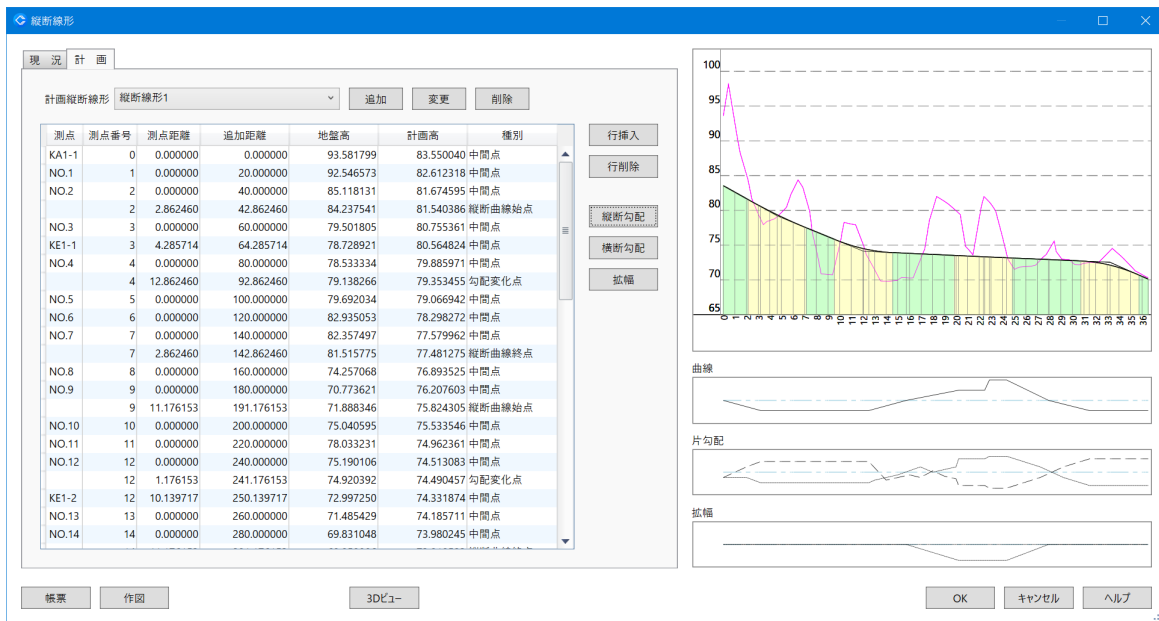 縦断線形
現　況
計　画
計画縦断線形 縦断線形1 追加 変更 削除
測点 測点番号 測点距離 追加距離 地盤高 計画高 種別
KA1-1 0 0.000000 0.000000 93.581799 83.550040 中間点
NO.1 1 0.000000 20.000000 92.546573 82.612318 中間点
NO.2 2 0.000000 40.000000 85.118131 81.674595 中間点
2 2.862460 42.862460 84.237541 81.540386 縦断曲線始点
NO.3 3 0.000000 60.000000 79.501805 80.755361 中間点
KE1-1 3 4.285714 64.285714 78.728921 80.564824 中間点
NO.4 4 0.000000 80.000000 78.533334 79.885971 中間点
4 12.862460 92.862460 79.138266 79.353455 勾配変化点
NO.5 5 0.000000 100.000000 79.692034 79.066942 中間点
NO.6 6 0.000000 120.000000 82.935053 78.298272 中間点
NO.7 7 0.000000 140.000000 82.357497 77.579962 中間点
7 2.862460 142.862460 81.515775 77.481275 縦断曲線終点
NO.8 8 0.000000 160.000000 74.257068 76.893525 中間点
NO.9 9 0.000000 180.000000 70.773621 76.207603 中間点
9 11.176153 191.176153 71.888346 75.824305 縦断曲線始点
NO.10 10 0.000000 200.000000 75.040595 75.533546 中間点
NO.11 11 0.000000 220.000000 78.033231 74.962361 中間点
NO.12 12 0.000000 240.000000 75.190106 74.513083 中間点
12 1.176153 241.176153 74.920392 74.490457 勾配変化点
KE1-2 12 10.139717 250.139717 72.997250 74.331874 中間点
NO.13 13 0.000000 260.000000 71.485429 74.185711 中間点
NO.14 14 0.000000 280.000000 69.831048 73.980245 中間点
行挿入
行削除
縦断勾配
横断勾配
拡幅
100
95
90
85
80
75
70
65
0 1 2 3 4 5 6 7 8 9 10 11 12 13 14 15 16 17 18 19 20 21 22 23 24 25 26 27 28 29 30 31 32 33 34 35 36
曲線
片勾配
拡幅
帳票 作図 3Dビュー OK キャンセル ヘルプ